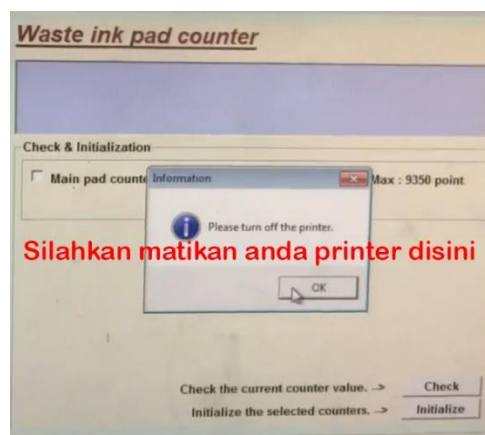 Waste ink pad counter
Check & Initialization
Main pad counte
Information
Max : 9350 point
Please turn off the printer.
Silahkan matikan anda printer disini
OK
Check the current counter value. -->
Check
Initialize the selected counters. -->
Initialize